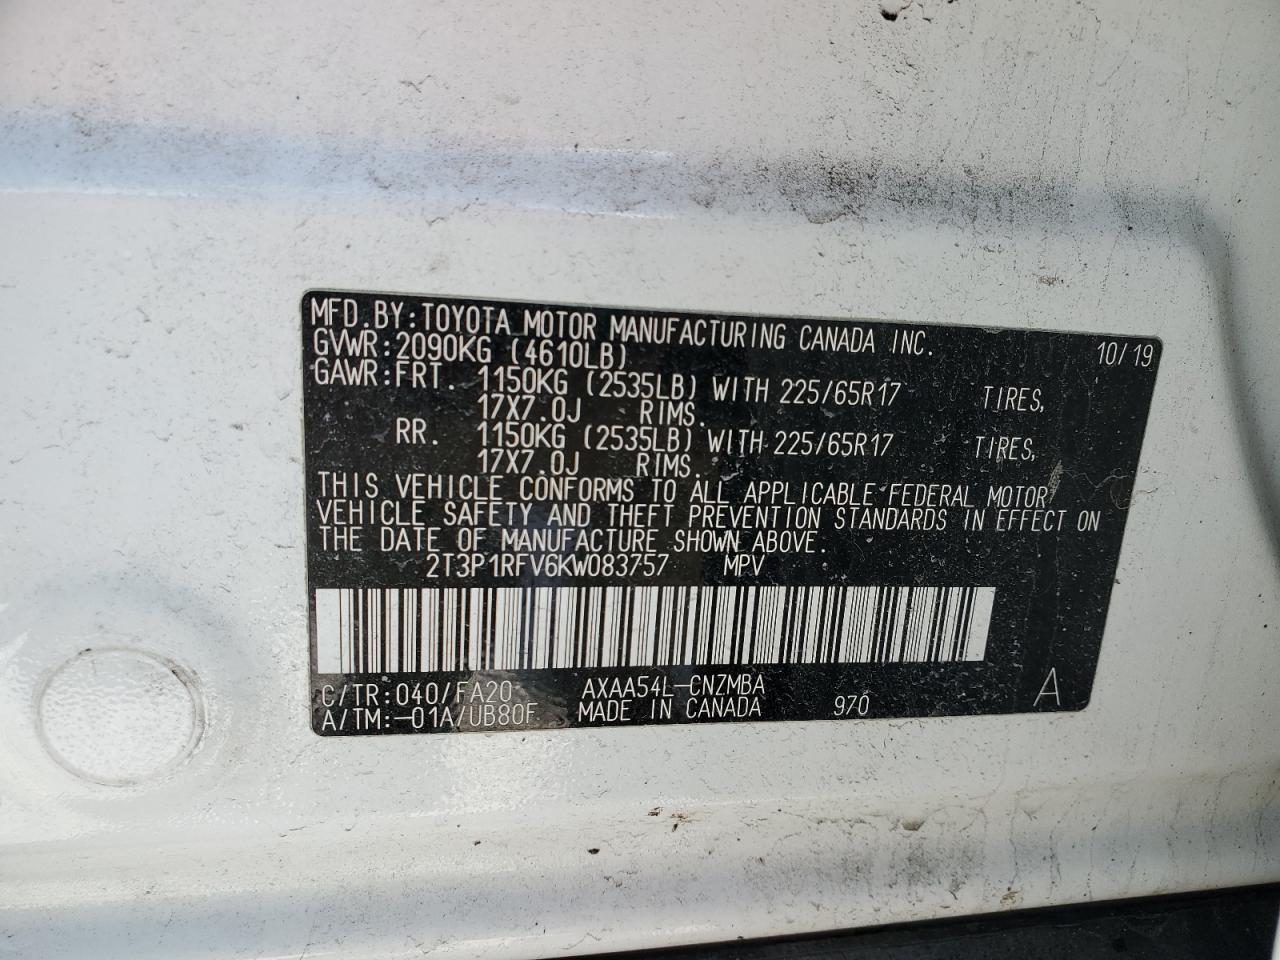 MFD.BY:TOYOTA MOTOR MANUFACTURING CANADA INC. 10/19
GVWR:2090KG (4610LB)
GAWR:FRT. 1150KG (2535LB) WITH 225/65R17 TIRES,
17X7.0J RIMS.
RR. 1150KG (2535LB) WITH 225/65R17 TIRES,
17X7.0J RIMS.
THIS VEHICLE CONFORMS TO ALL APPLICABLE FEDERAL MOTOR
VEHICLE SAFETY AND THEFT PREVENTION STANDARDS IN EFFECT ON
THE DATE OF MANUFACTURE SHOWN ABOVE.
2T3P1RFV6KW083757 MPV
C/TR:040/FA20 AXAA54L-CNZMBA A
A/TM:-01A/UB80F MADE IN CANADA 970